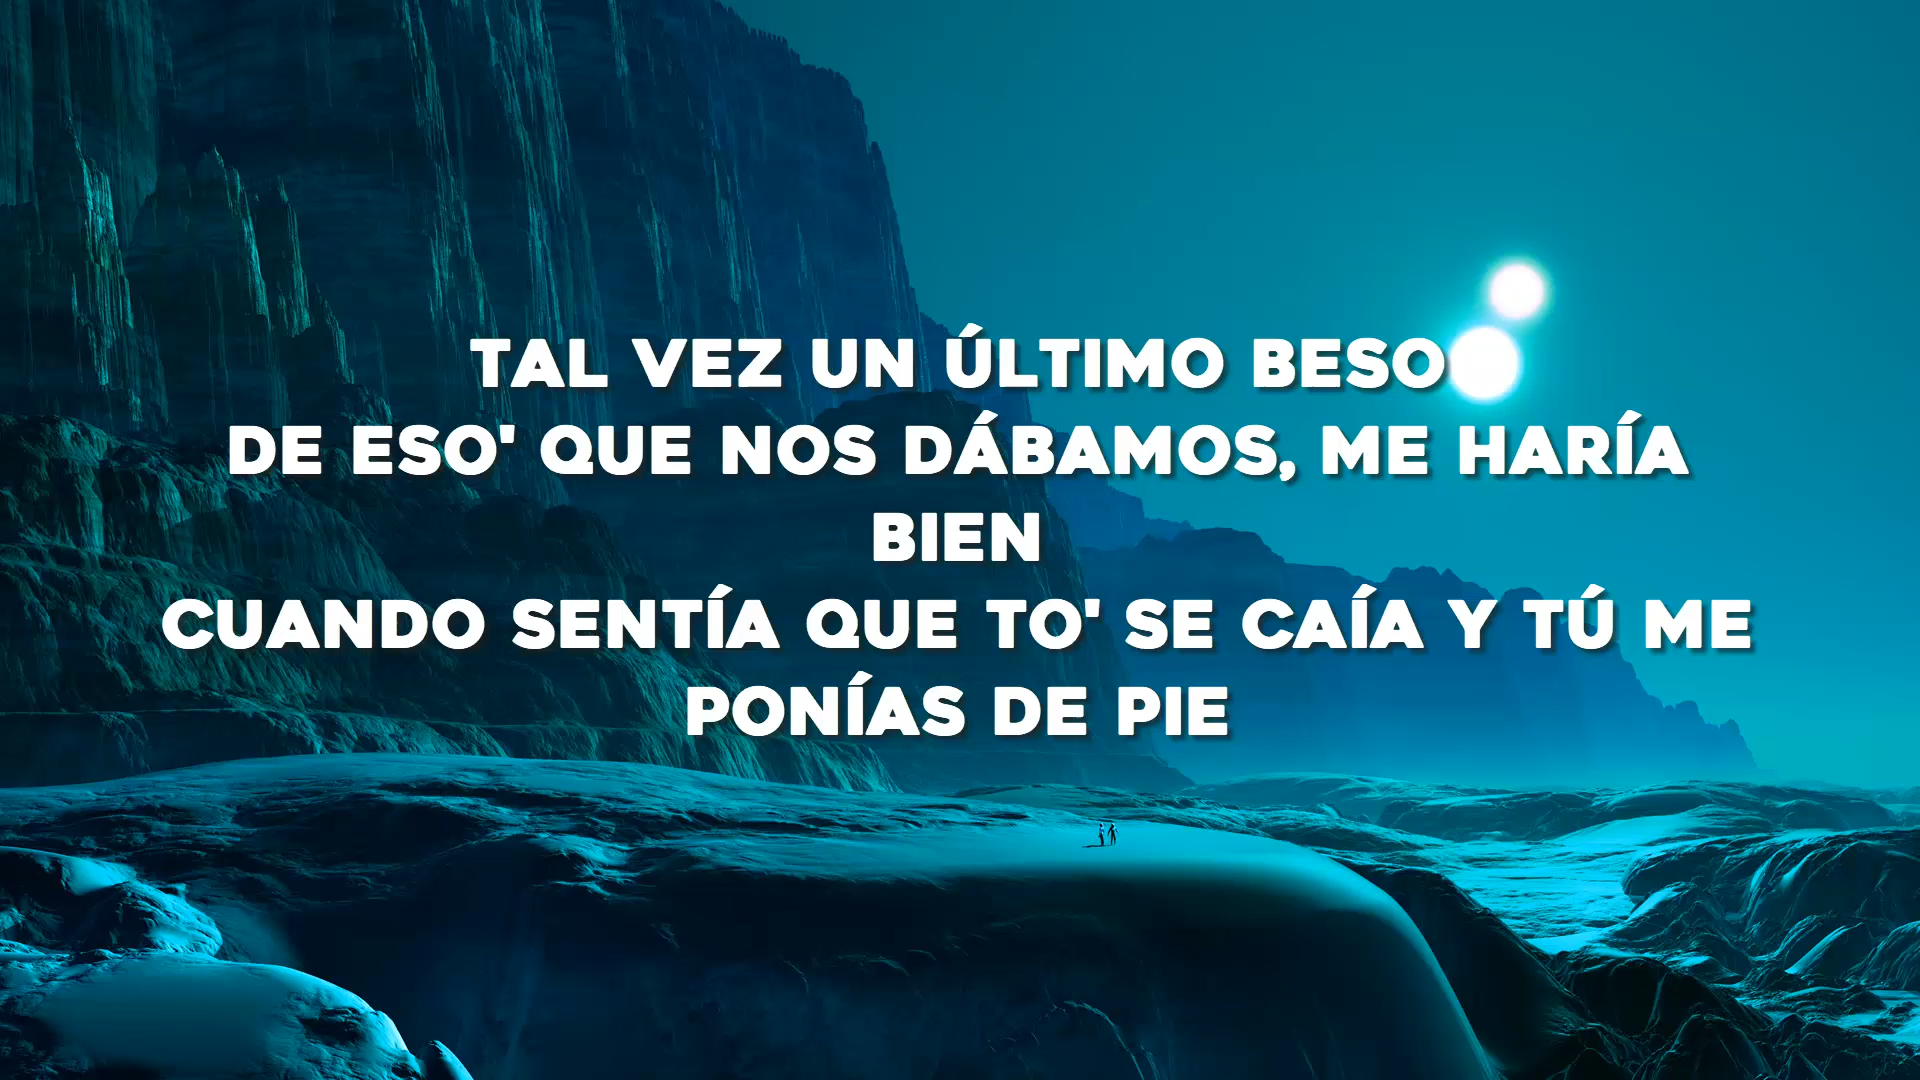 TAL VEZ UN ÚLTIMO BESO
DE ESO' QUE NOS DÁBAMOS, ME HARÍA
BIEN
CUANDO SENTÍA QUE TO' SE CAÍA Y TÚ ME
PONÍAS DE PIE